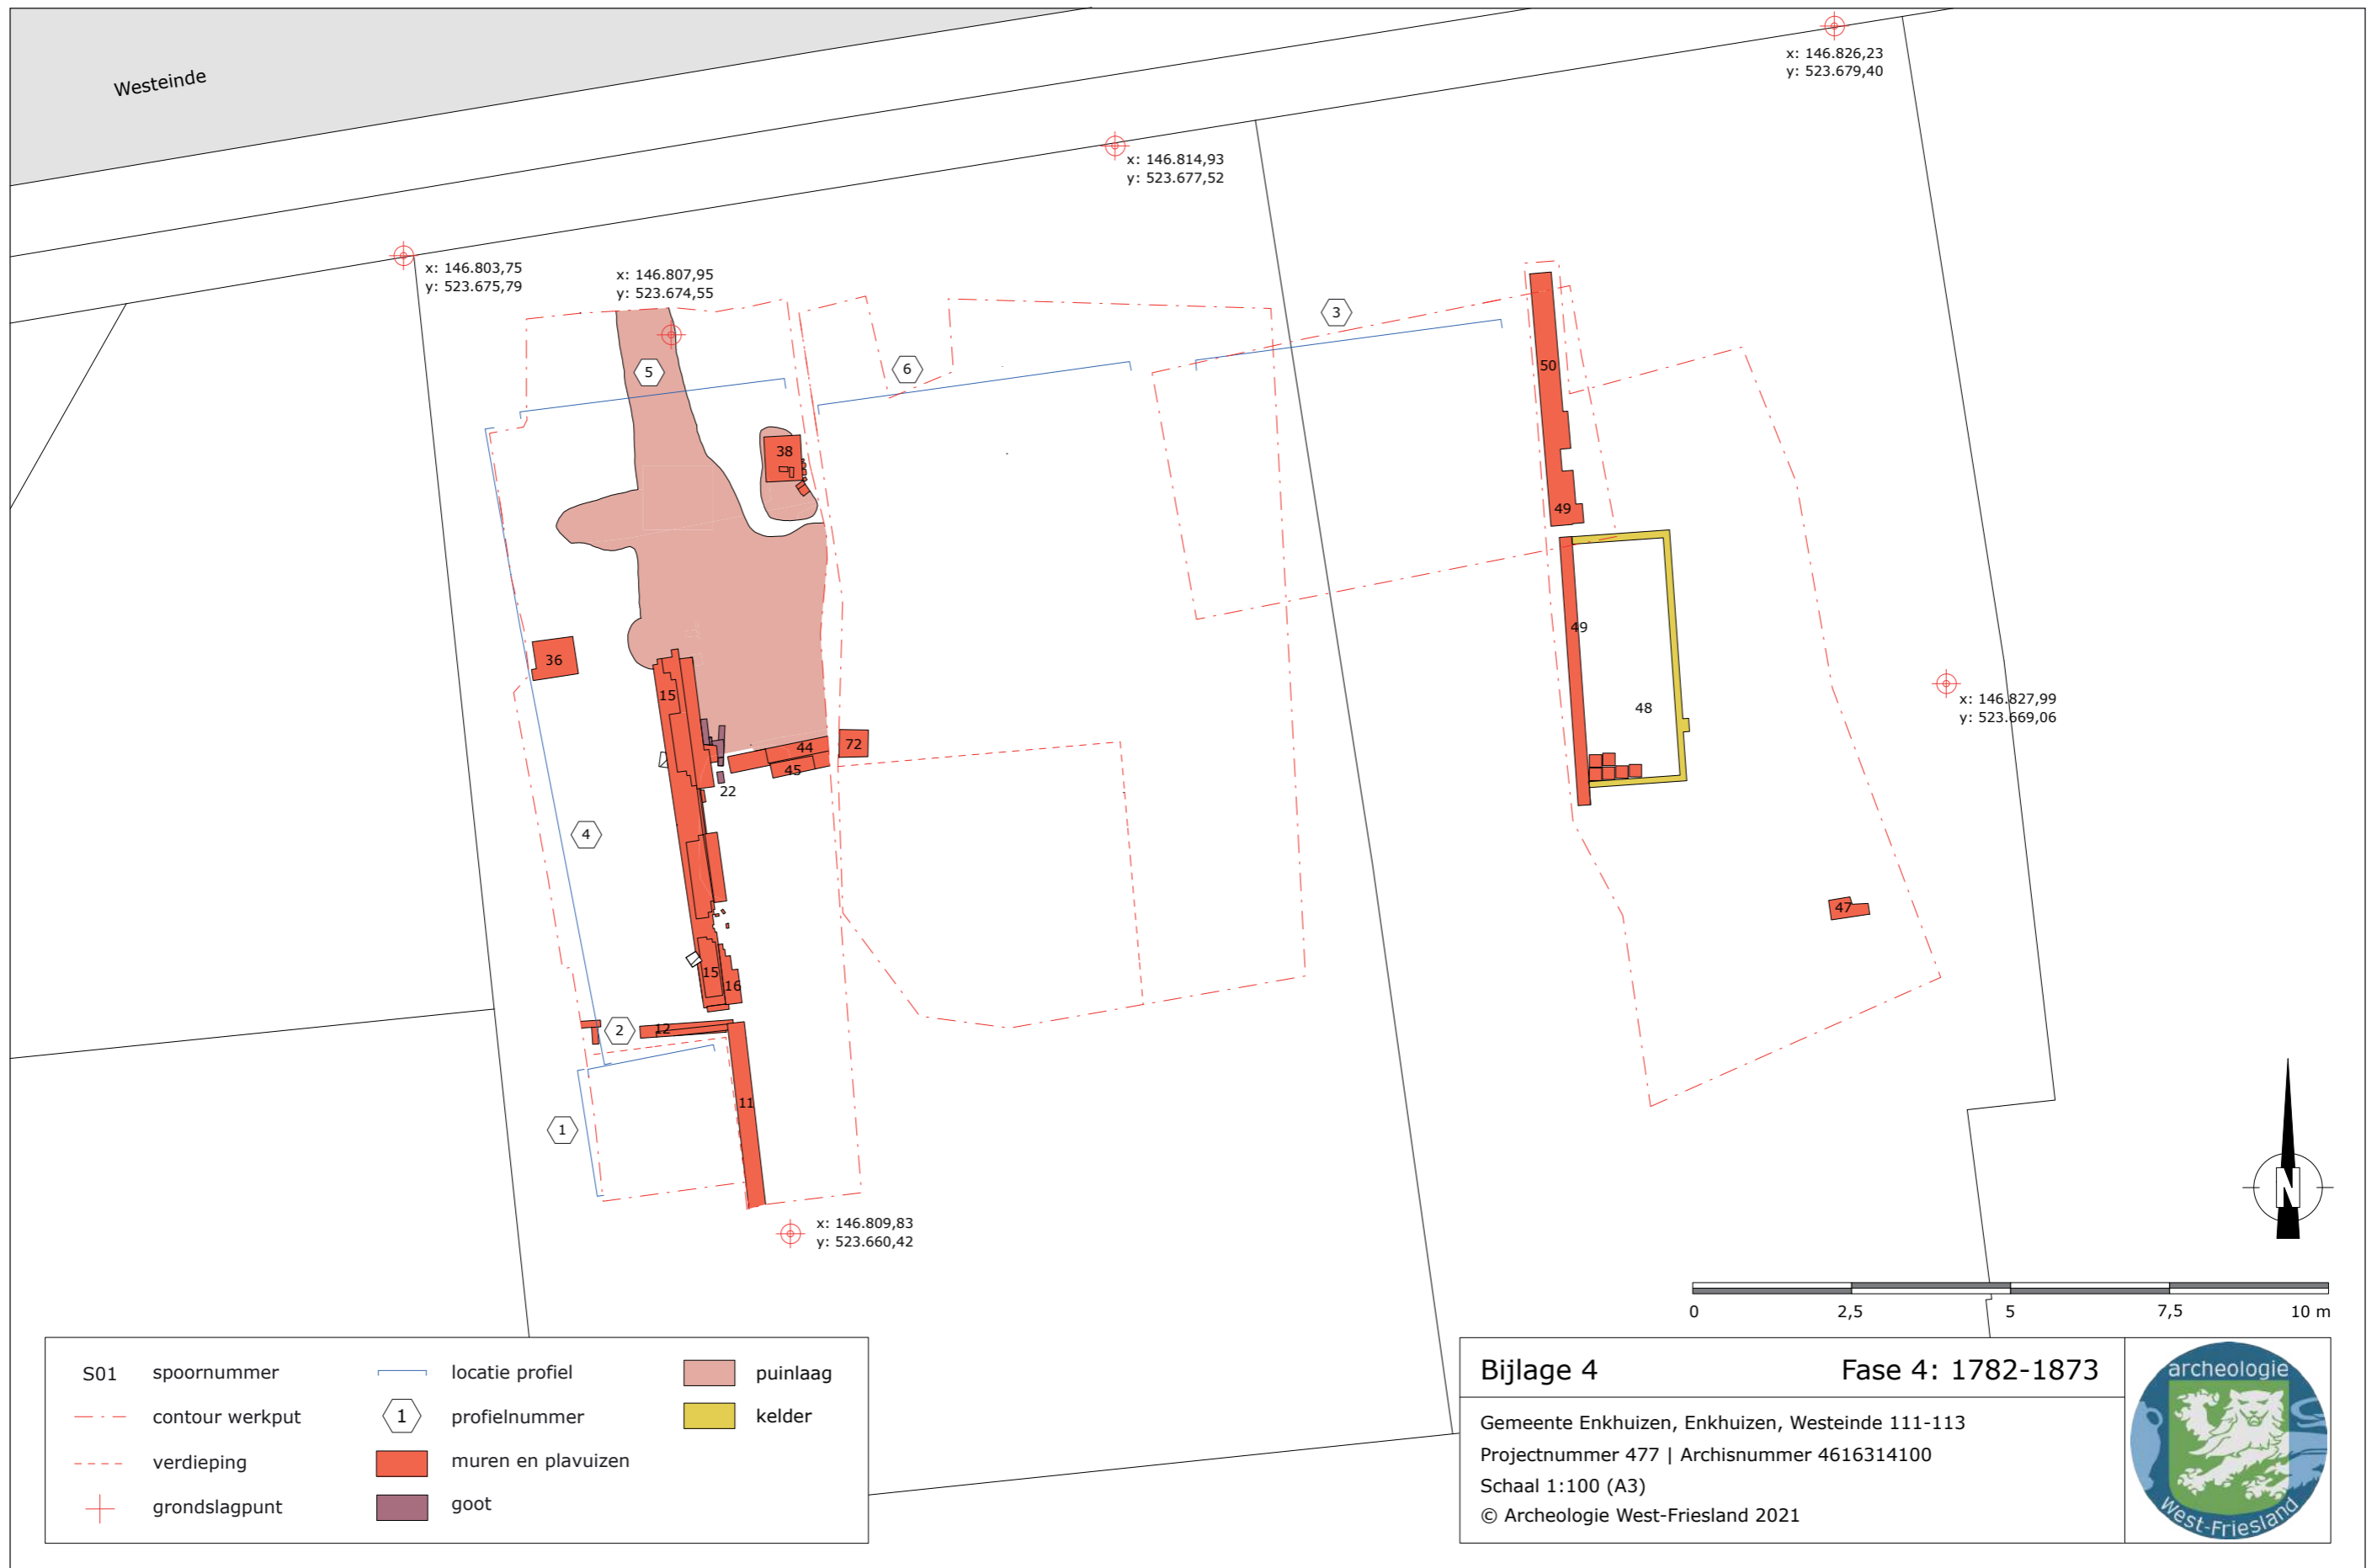 Westeinde
x: 146.826,23
y: 523.679,40
x: 146.814,93
y: 523.677,52
x: 146.803,75
y: 523.675,79
x: 146.807,95
y: 523.674,55
3
5
6
50
38
49
49
36
15
48
x: 146.827,99
y: 523.669,06
44
72
45
22
4
47
15
16
2
12
11
1
x: 146.809,83
y: 523.660,42
N
0 2,5 5 7,5 10 m
S01 spoornummer
contour werkput
verdieping
grondslagpunt
locatie profiel
1 profielnummer
muren en plavuizen
goot
puinlaag
kelder
Bijlage 4 Fase 4: 1782-1873
Gemeente Enkhuizen, Enkhuizen, Westeinde 111-113
Projectnummer 477 | Archisnummer 4616314100
Schaal 1:100 (A3)
© Archeologie West-Friesland 2021
archeologie
West-Friesland